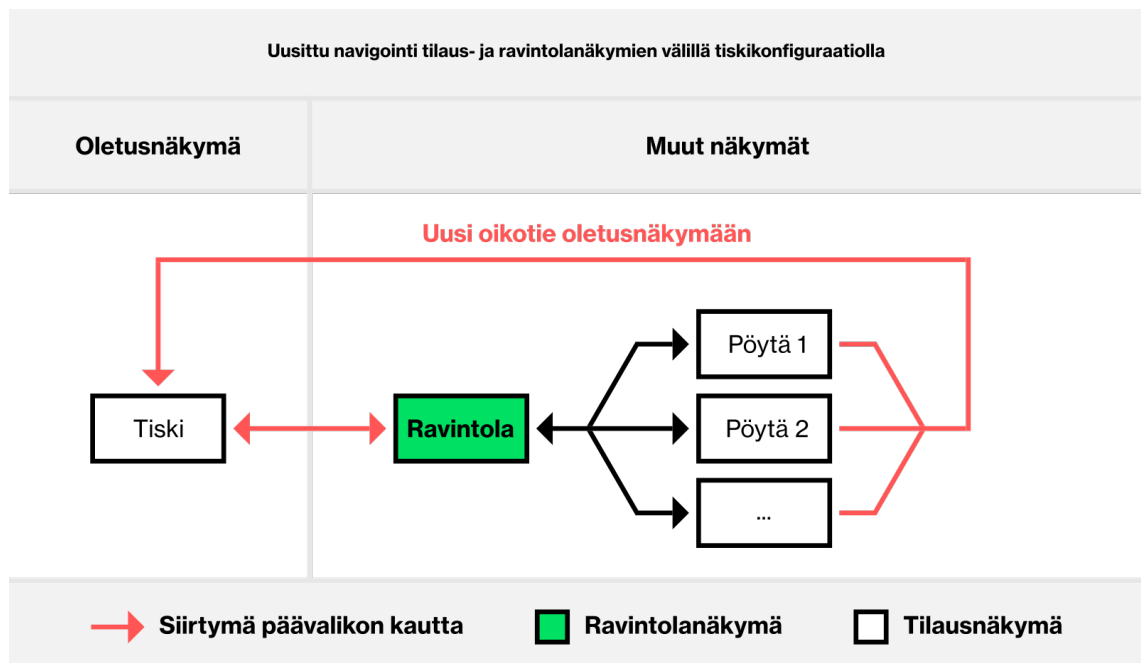 Uusittu navigointi tilaus- ja ravintolanäkymien välillä tiskikonfiguraatiolla
Oletusnäkymä
Muut näkymät
Uusi oikotie oletusnäkymään
Pöytä 1
Tiski
Ravintola
Pöytä 2
...
Siirtymä päävalikon kautta
Ravintolanäkymä
Tilausnäkymä